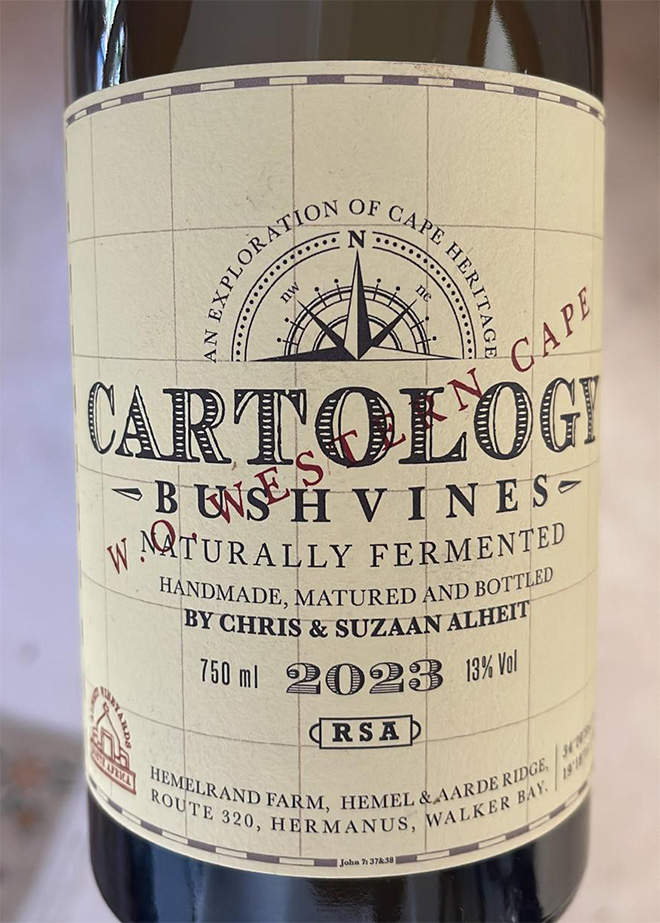 AN EXPLORATION OF CAPE HERITAGE
N
nw
ne
CARTOLOGY
W.O. WESTERN CAPE
BUSHVINES
NATURALLY FERMENTED
HANDMADE, MATURED AND BOTTLED
BY CHRIS & SUZAAN ALHEIT
750 ml 2023 13% Vol
RSA
VINEYARDS
HEMELRAND FARM, HEMEL & AARDE RIDGE,
ROUTE 320, HERMANUS, WALKER BAY.
John 7: 37&38